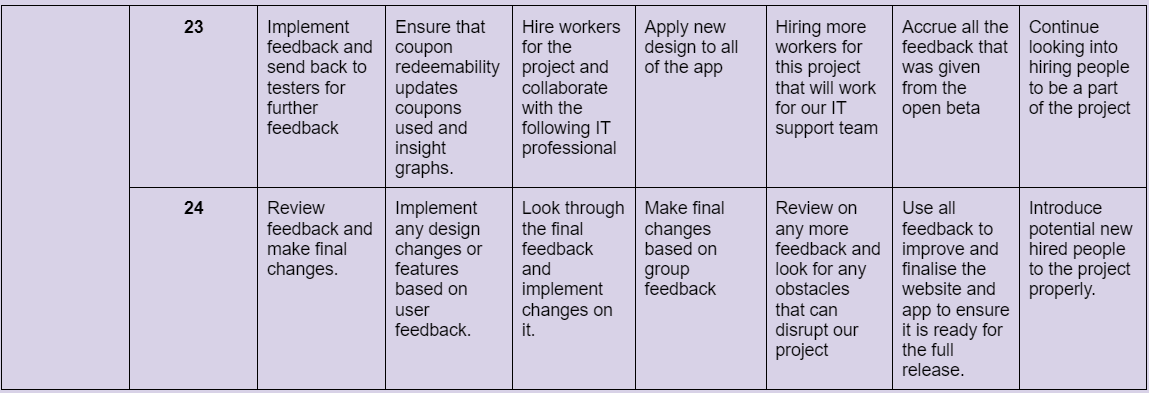 23
Implement
feedback and
send back to
testers for
further
feedback
Ensure that
coupon
redeemability
updates
coupons
used and
insight
graphs.
Hire workers
for the
project and
collaborate
with the
following IT
professional
Apply new
design to all
of the app
Hiring more
workers for
this project
that will work
for our IT
support team
Accrue all the
feedback that
was given
from the
open beta
Continue
looking into
hiring people
to be a part
of the project
24
Review
feedback and
make final
changes.
Implement
any design
changes or
features
based on
user
feedback.
Look through
the final
feedback
and
implement
changes on
it.
Make final
changes
based on
group
feedback
Review on
any more
feedback and
look for any
obstacles
that can
disrupt our
project
Use all
feedback to
improve and
finalise the
website and
app to ensure
it is ready for
the full
release.
Introduce
potential new
hired people
to the project
properly.